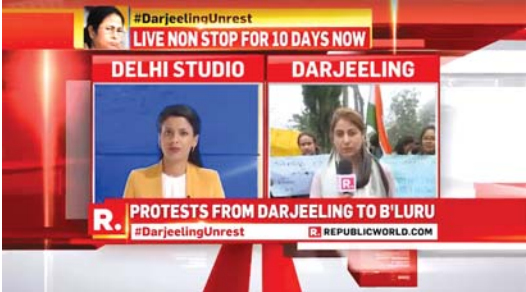 #DarjeelingUnrest
LIVE NON STOP FOR 10 DAYS NOW
DELHI STUDIO
DARJEELING
R.
R.
PROTESTS FROM DARJEELING TO B'LURU
#DarjeelingUnrest
R. REPUBLICWORLD.COM